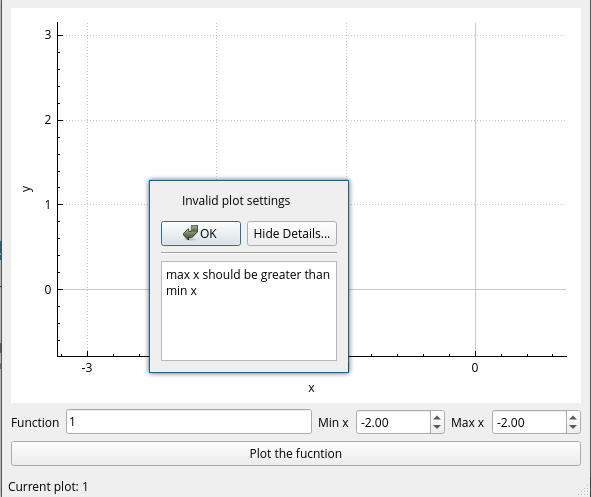 3
2
y
1
0
Invalid plot settings
OK
Hide Details...
max x should be greater than
min x
-3
0
x
Function 1 Min x -2.00 Max x -2.00
Plot the fucntion
Current plot: 1